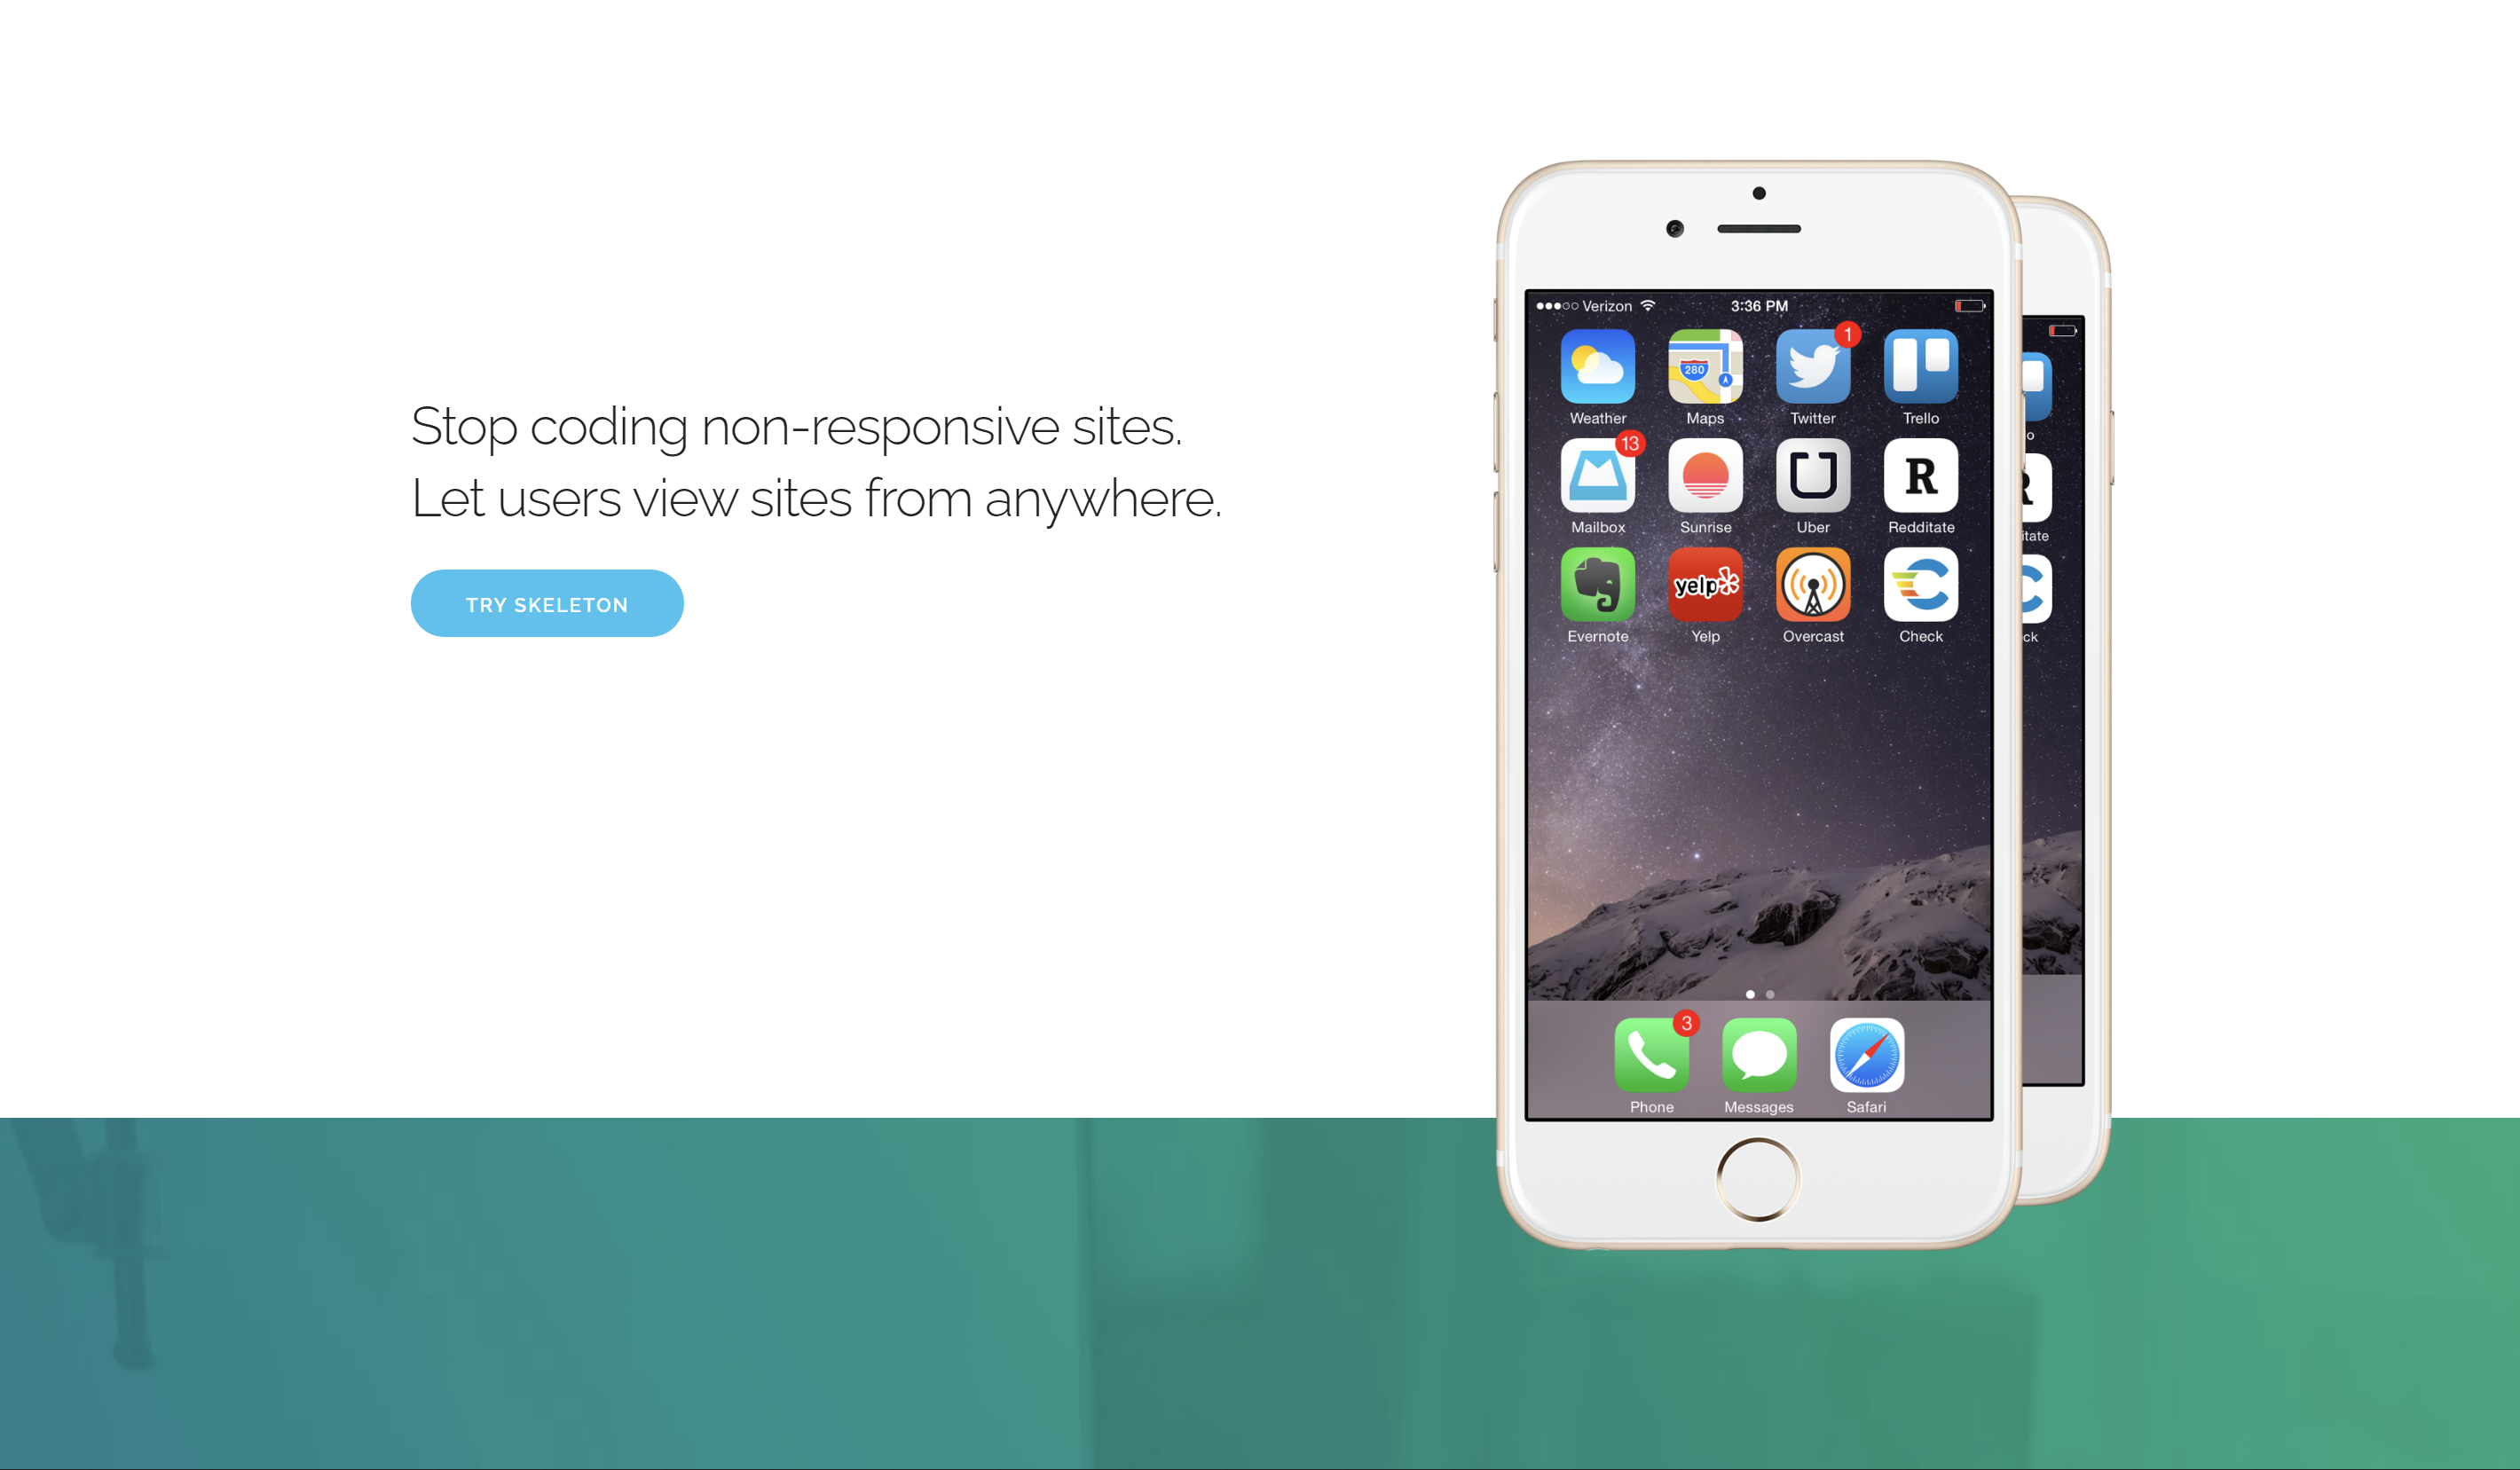 Stop coding non-responsive sites.
Let users view sites from anywhere.
TRY SKELETON
Verizon 3:36 PM
280
1
Weather Maps Twitter Trello
13
R
Mailbox Sunrise Uber Redditate
yelp
Evernote Yelp Overcast Check
3
Phone Messages Safari
o
R
itate
ck